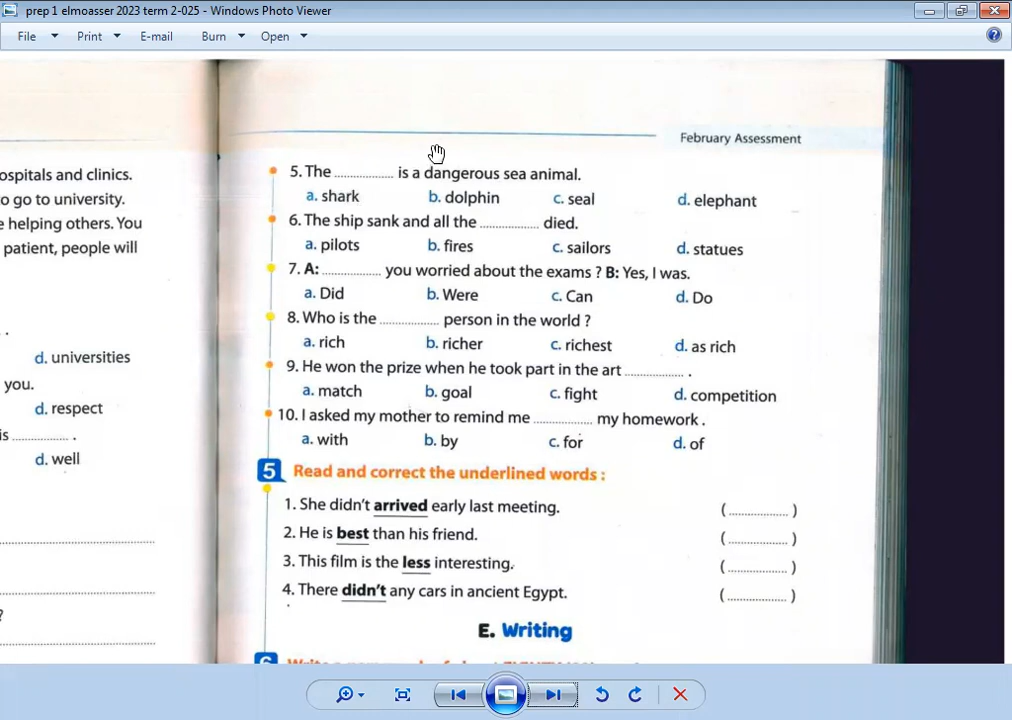 prep 1 elmoasser 2023 term 2-025 - Windows Photo Viewer
File Print E-mail Burn Open
February Assessment
ospitals and clinics.
o go to university.
e helping others. You
patient, people will
.
d. universities
you.
d. respect
is ............... .
d. well
?
5. The ............... is a dangerous sea animal.
a. shark b. dolphin c. seal d. elephant
6. The ship sank and all the ............... died.
a. pilots b. fires c. sailors d. statues
7. A: ............... you worried about the exams ? B: Yes, I was.
a. Did b. Were c. Can d. Do
8. Who is the ............... person in the world ?
a. rich b. richer c. richest d. as rich
9. He won the prize when he took part in the art ............... .
a. match b. goal c. fight d. competition
10. I asked my mother to remind me ............... my homework .
a. with b. by c. for d. of
5 Read and correct the underlined words :
1. She didn't arrived early last meeting. (...............)
2. He is best than his friend. (...............)
3. This film is the less interesting. (...............)
4. There didn't any cars in ancient Egypt. (...............)
E. Writing